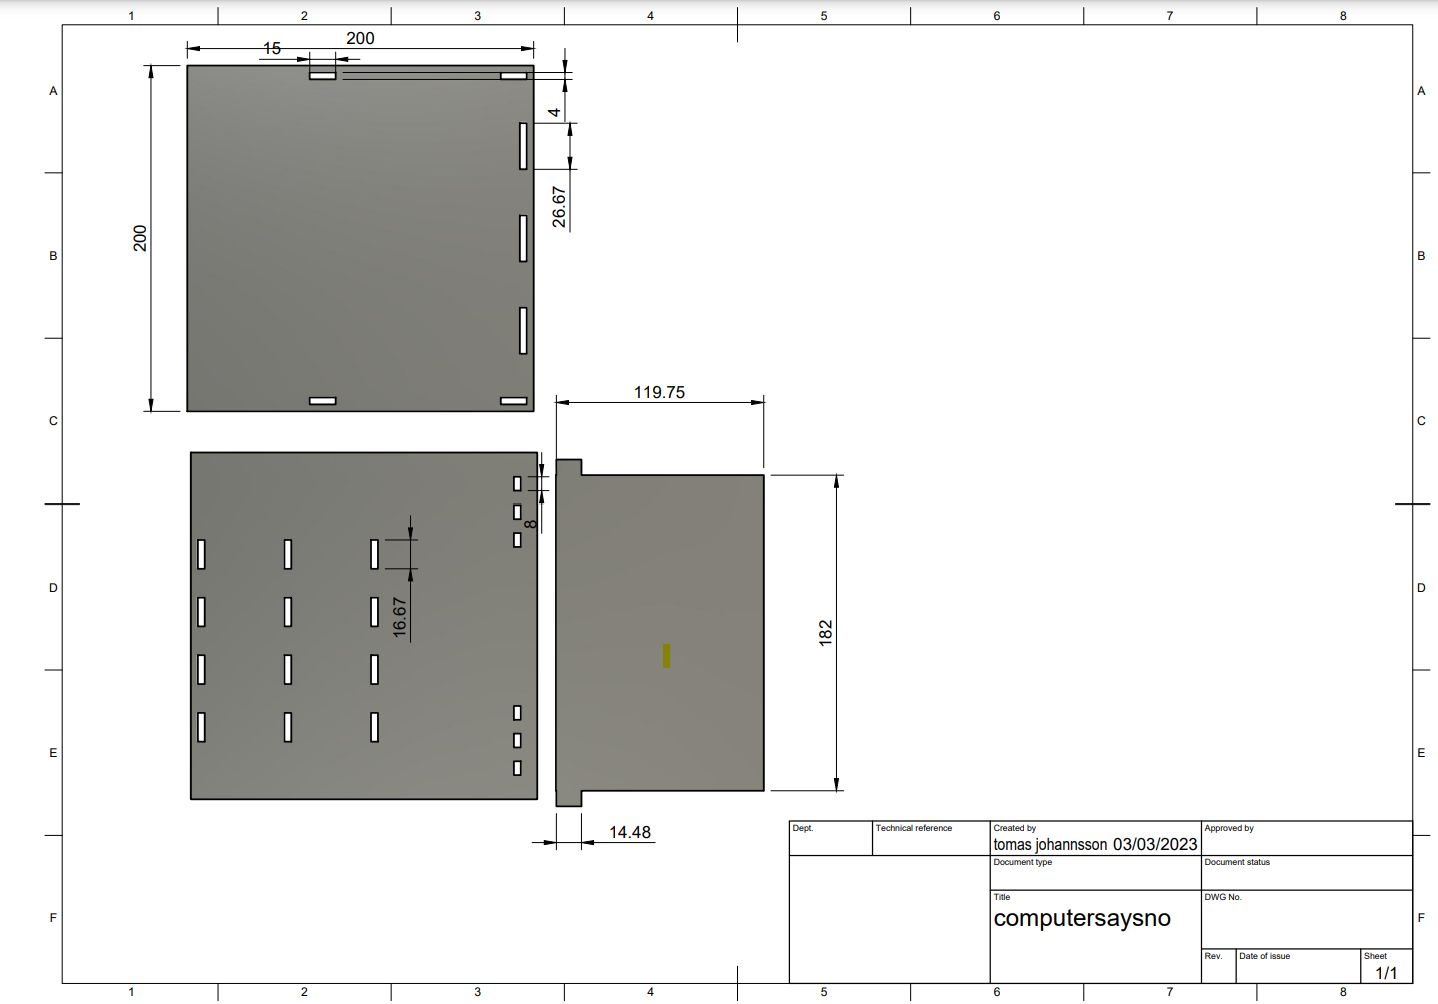 1 2 3 4 5 6 7 8
200
15
A A
4
26.67
200
B B
119.75
C C
8
D D
16.67
182
E E
14.48
Dept. Technical reference Created by Approved by
tomas johannsson 03/03/2023
Document type Document status
Title DWG No.
computersaysno
F F
Rev. Date of issue Sheet
1/1
1 2 3 4 5 6 7 8